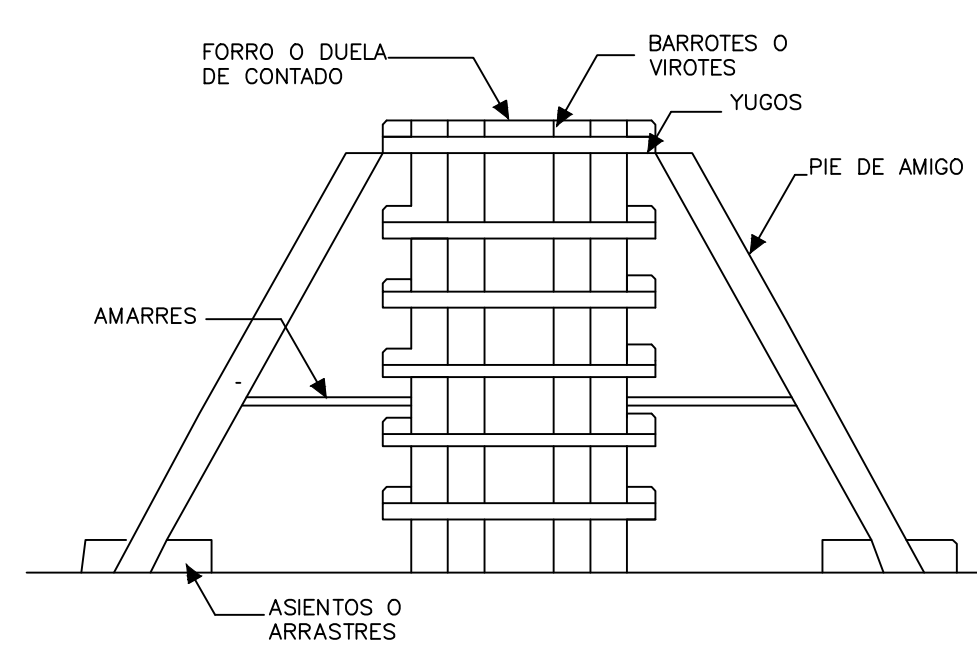 FORRO O DUELA
DE CONTADO
BARROTES O
VIROTES
YUGOS
PIE DE AMIGO
AMARRES
ASIENTOS O
ARRASTRES